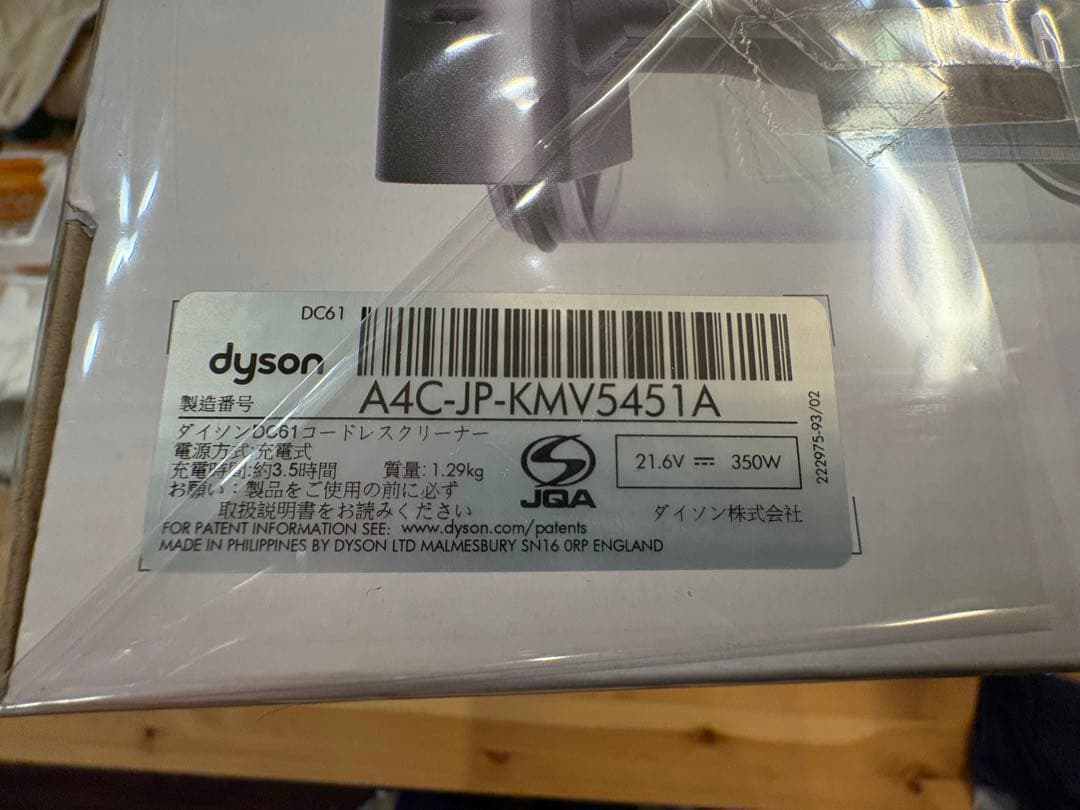 DC61
dyson
製造番号 A4C-JP-KMV5451A
ダイソンDC61コードレスクリーナー
電源方式:充電式
充電時間:約3.5時間 質量:1.29kg
お願い:製品をご使用の前に必ず
取扱説明書をお読みください
JQA
21.6V ⎓ 350W
ダイソン株式会社
FOR PATENT INFORMATION SEE: www.dyson.com/patents
MADE IN PHILIPPINES BY DYSON LTD MALMESBURY SN16 0RP ENGLAND
222975-93/02